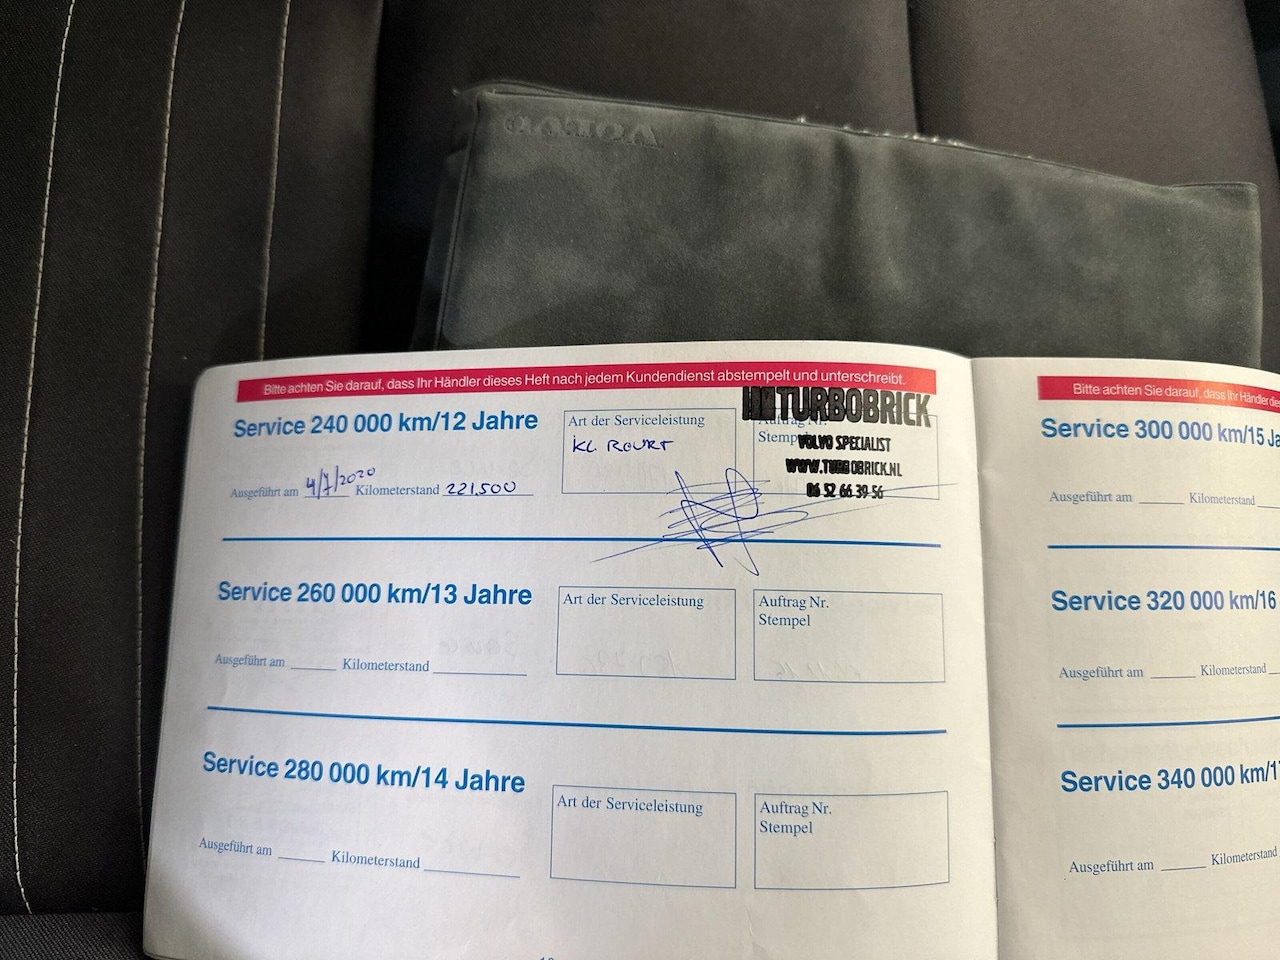 VOLVO
Bitte achten Sie darauf, dass Ihr Händler dieses Heft nach jedem Kundendienst abstempelt und unterschreibt.
Service 240 000 km/12 Jahre
Ausgeführt am 4/7/2020 Kilometerstand 221.500
Art der Serviceleistung
KL. BEURT
Auftrag Nr.
Stempel
TURBOBRICK
VOLVO SPECIALIST
WWW.TURBOBRICK.NL
06 52 66 39 56
Service 260 000 km/13 Jahre
Ausgeführt am Kilometerstand
Art der Serviceleistung
Auftrag Nr.
Stempel
Service 280 000 km/14 Jahre
Ausgeführt am Kilometerstand
Art der Serviceleistung
Auftrag Nr.
Stempel
Bitte achten Sie darauf, dass Ihr Händler
Service 300 000 km/15
Ausgeführt am Kilometerstand
Service 320 000 km/16
Ausgeführt am Kilometerstand
Service 340 000 km/1
Ausgeführt am Kilometerstand